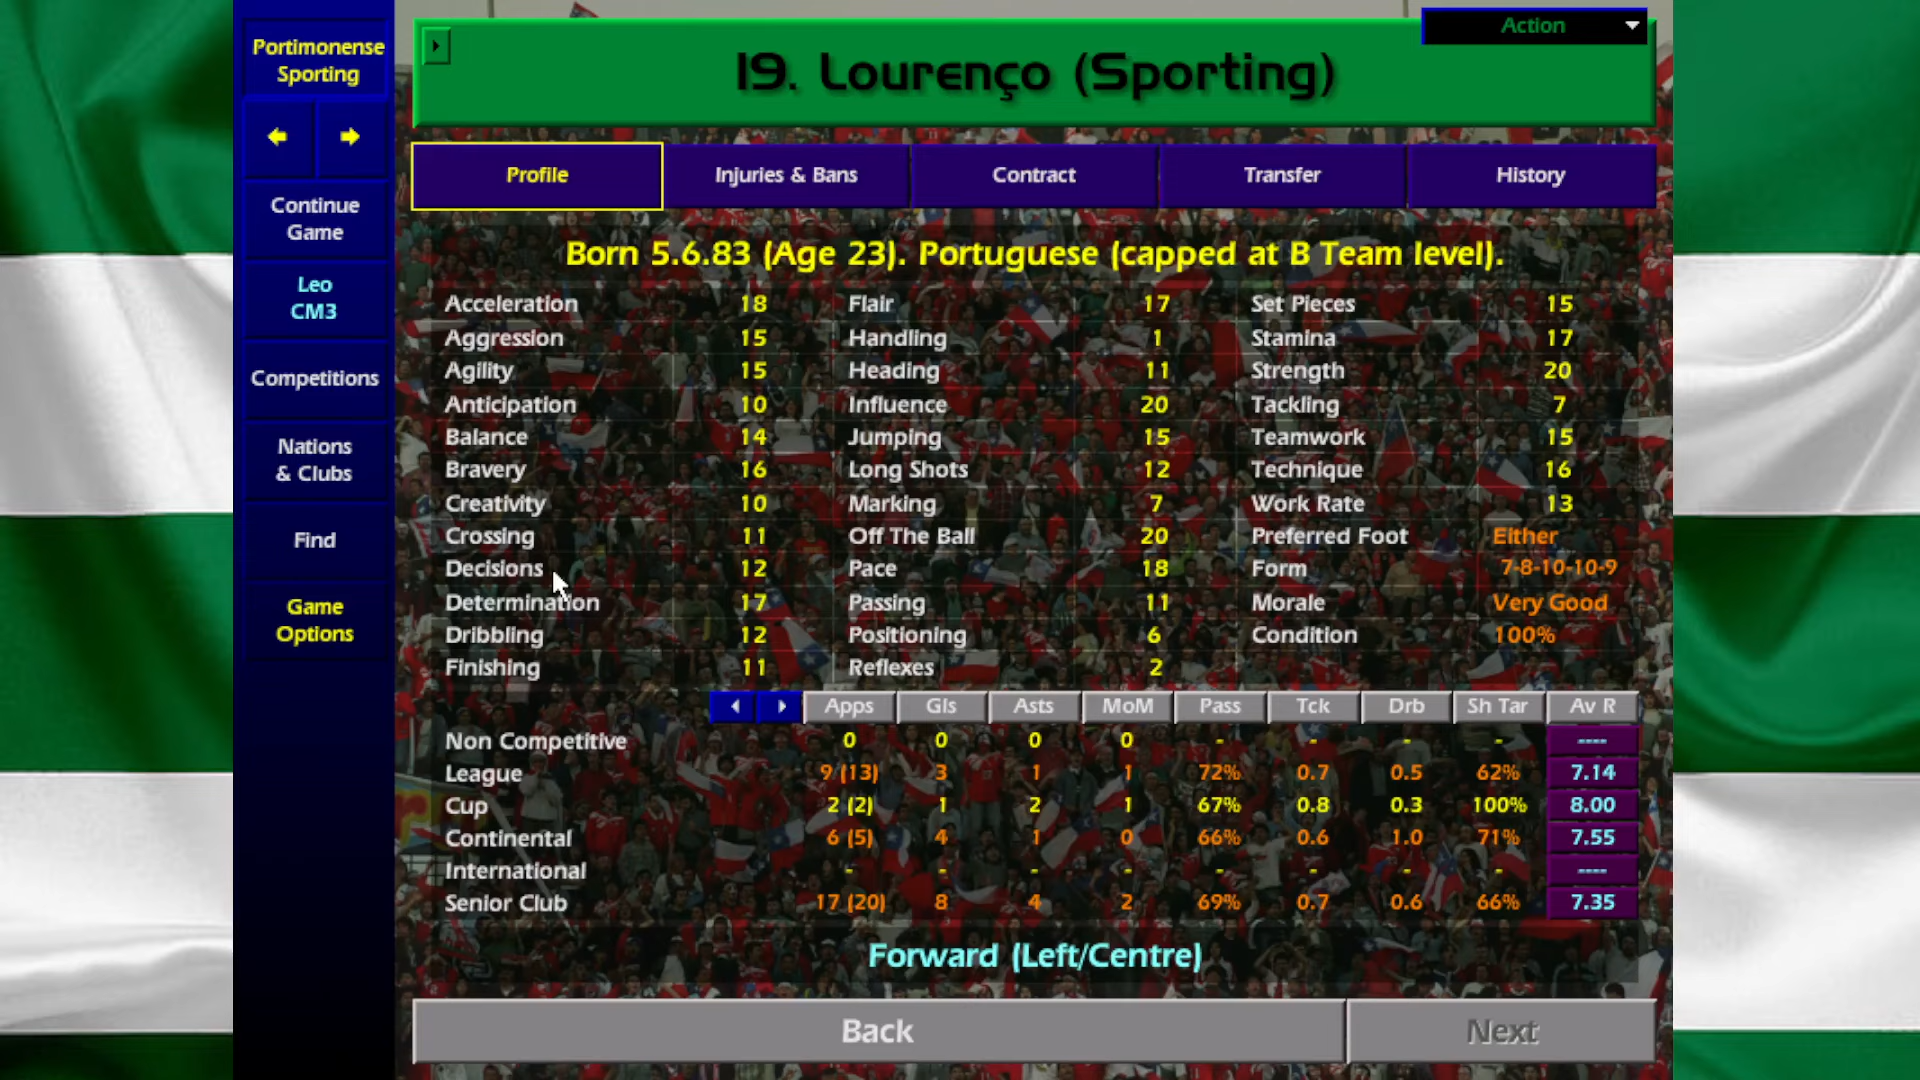 Portimonense
Sporting
Action
19. Lourenço (Sporting)
Continue
Game
Leo
CM3
Competitions
Nations
& Clubs
Find
Game
Options
Profile Injuries & Bans Contract Transfer History
Born 5.6.83 (Age 23). Portuguese (capped at B Team level).
Acceleration 18 Flair 17 Set Pieces 15
Aggression 15 Handling 1 Stamina 17
Agility 15 Heading 11 Strength 20
Anticipation 10 Influence 20 Tackling 7
Balance 14 Jumping 15 Teamwork 15
Bravery 16 Long Shots 12 Technique 16
Creativity 10 Marking 7 Work Rate 13
Crossing 11 Off The Ball 20 Preferred Foot Either
Decisions 12 Pace 18 Form 7-8-10-10-9
Determination 17 Passing 11 Morale Very Good
Dribbling 12 Positioning 6 Condition 100%
Finishing 11 Reflexes 2
Apps Gls Asts MoM Pass Tck Drb Sh Tar Av R
Non Competitive 0 0 0 0 - - - - ----
League 9 (13) 3 1 1 72% 0.7 0.5 62% 7.14
Cup 2 (2) 1 2 1 67% 0.8 0.3 100% 8.00
Continental 6 (5) 4 1 0 66% 0.6 1.0 71% 7.55
International - - - - - - - - ----
Senior Club 17 (20) 8 4 2 69% 0.7 0.6 66% 7.35
Forward (Left/Centre)
Back Next